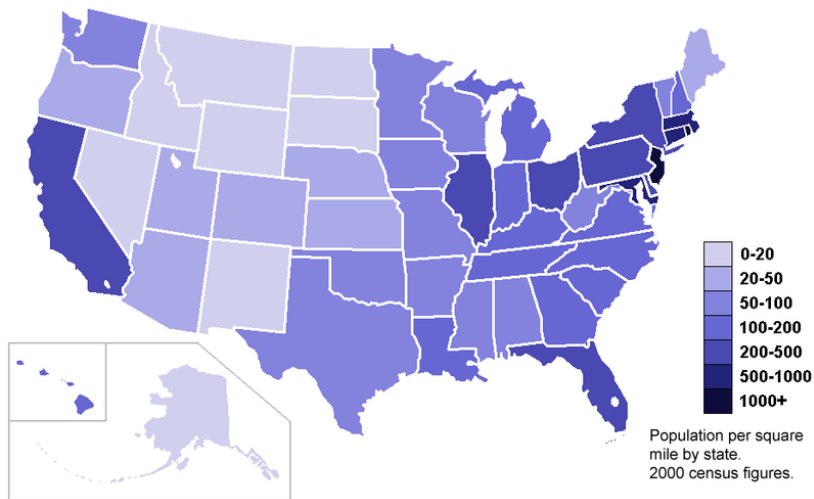 0-20
20-50
50-100
100-200
200-500
500-1000
1000+
Population per square
mile by state.
2000 census figures.